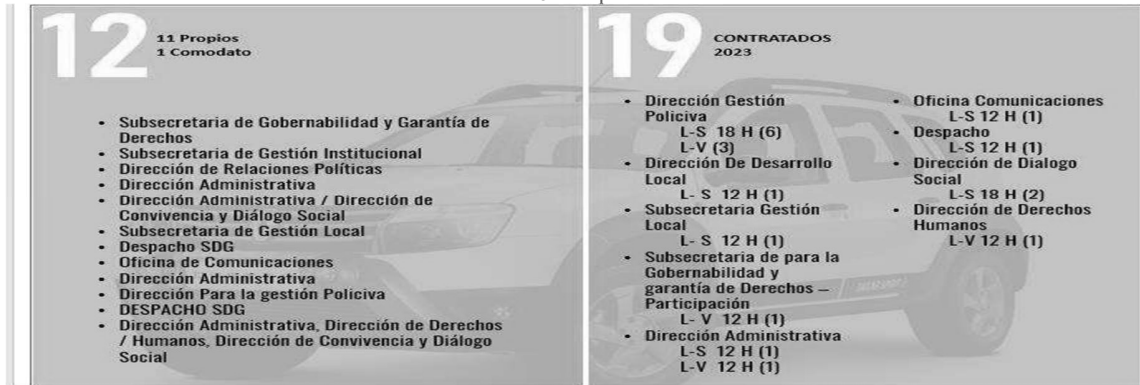 12
11 Propios
1 Comodato
• Subsecretaria de Gobernabilidad y Garantía de
Derechos
• Subsecretaria de Gestión Institucional
• Dirección de Relaciones Políticas
• Dirección Administrativa
• Dirección Administrativa / Dirección de
Convivencia y Diálogo Social
• Subsecretaria de Gestión Local
• Despacho SDG
• Oficina de Comunicaciones
• Dirección Administrativa
• Dirección Para la gestión Policiva
• DESPACHO SDG
• Dirección Administrativa, Dirección de Derechos
/ Humanos, Dirección de Convivencia y Diálogo
Social
19
CONTRATADOS
2023
• Dirección Gestión
Policiva
L-S 18 H (6)
L-V (3)
• Dirección De Desarrollo
Local
L- S 12 H (1)
• Subsecretaria Gestión
Local
L- S 12 H (1)
• Subsecretaria de para la
Gobernabilidad y
garantía de Derechos –
Participación
L- V 12 H (1)
• Dirección Administrativa
L-S 12 H (1)
L-V 12 H (1)
• Oficina Comunicaciones
L-S 12 H (1)
• Despacho
L-S 12 H (1)
• Dirección de Dialogo
Social
L-S 18 H (2)
• Dirección de Derechos
Humanos
L-V 12 H (1)